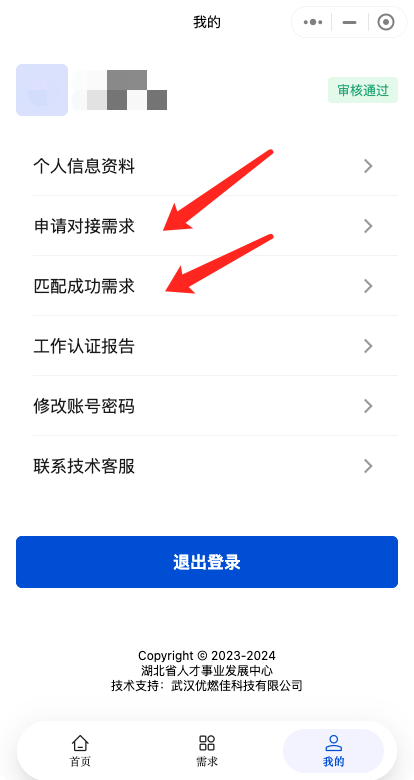 我的
审核通过
个人信息资料
申请对接需求
匹配成功需求
工作认证报告
修改账号密码
联系技术客服
退出登录
Copyright © 2023-2024
湖北省人才事业发展中心
技术支持：武汉优燃佳科技有限公司
首页
需求
我的